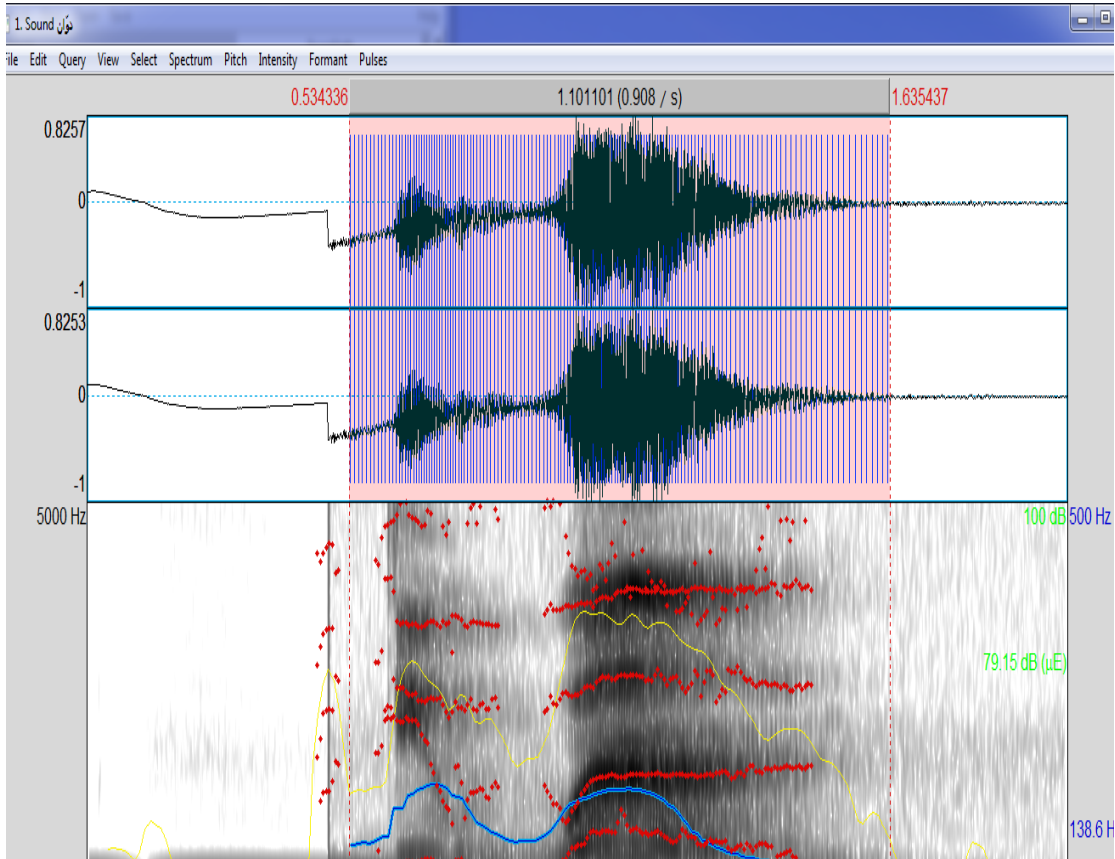 1. Sound دوّان
File Edit Query View Select Spectrum Pitch Intensity Formant Pulses
0.534336 1.101101 (0.908 / s) 1.635437
0.8257
0
-1
0.8253
0
-1
5000 Hz 100 dB 500 Hz
79.15 dB (µE)
138.6 H